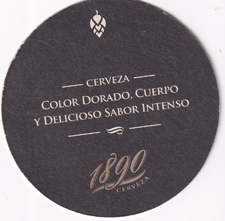 CERVEZA
COLOR DORADO, CUERPO
Y DELICIOSO SABOR INTENSO
1890
CERVEZA